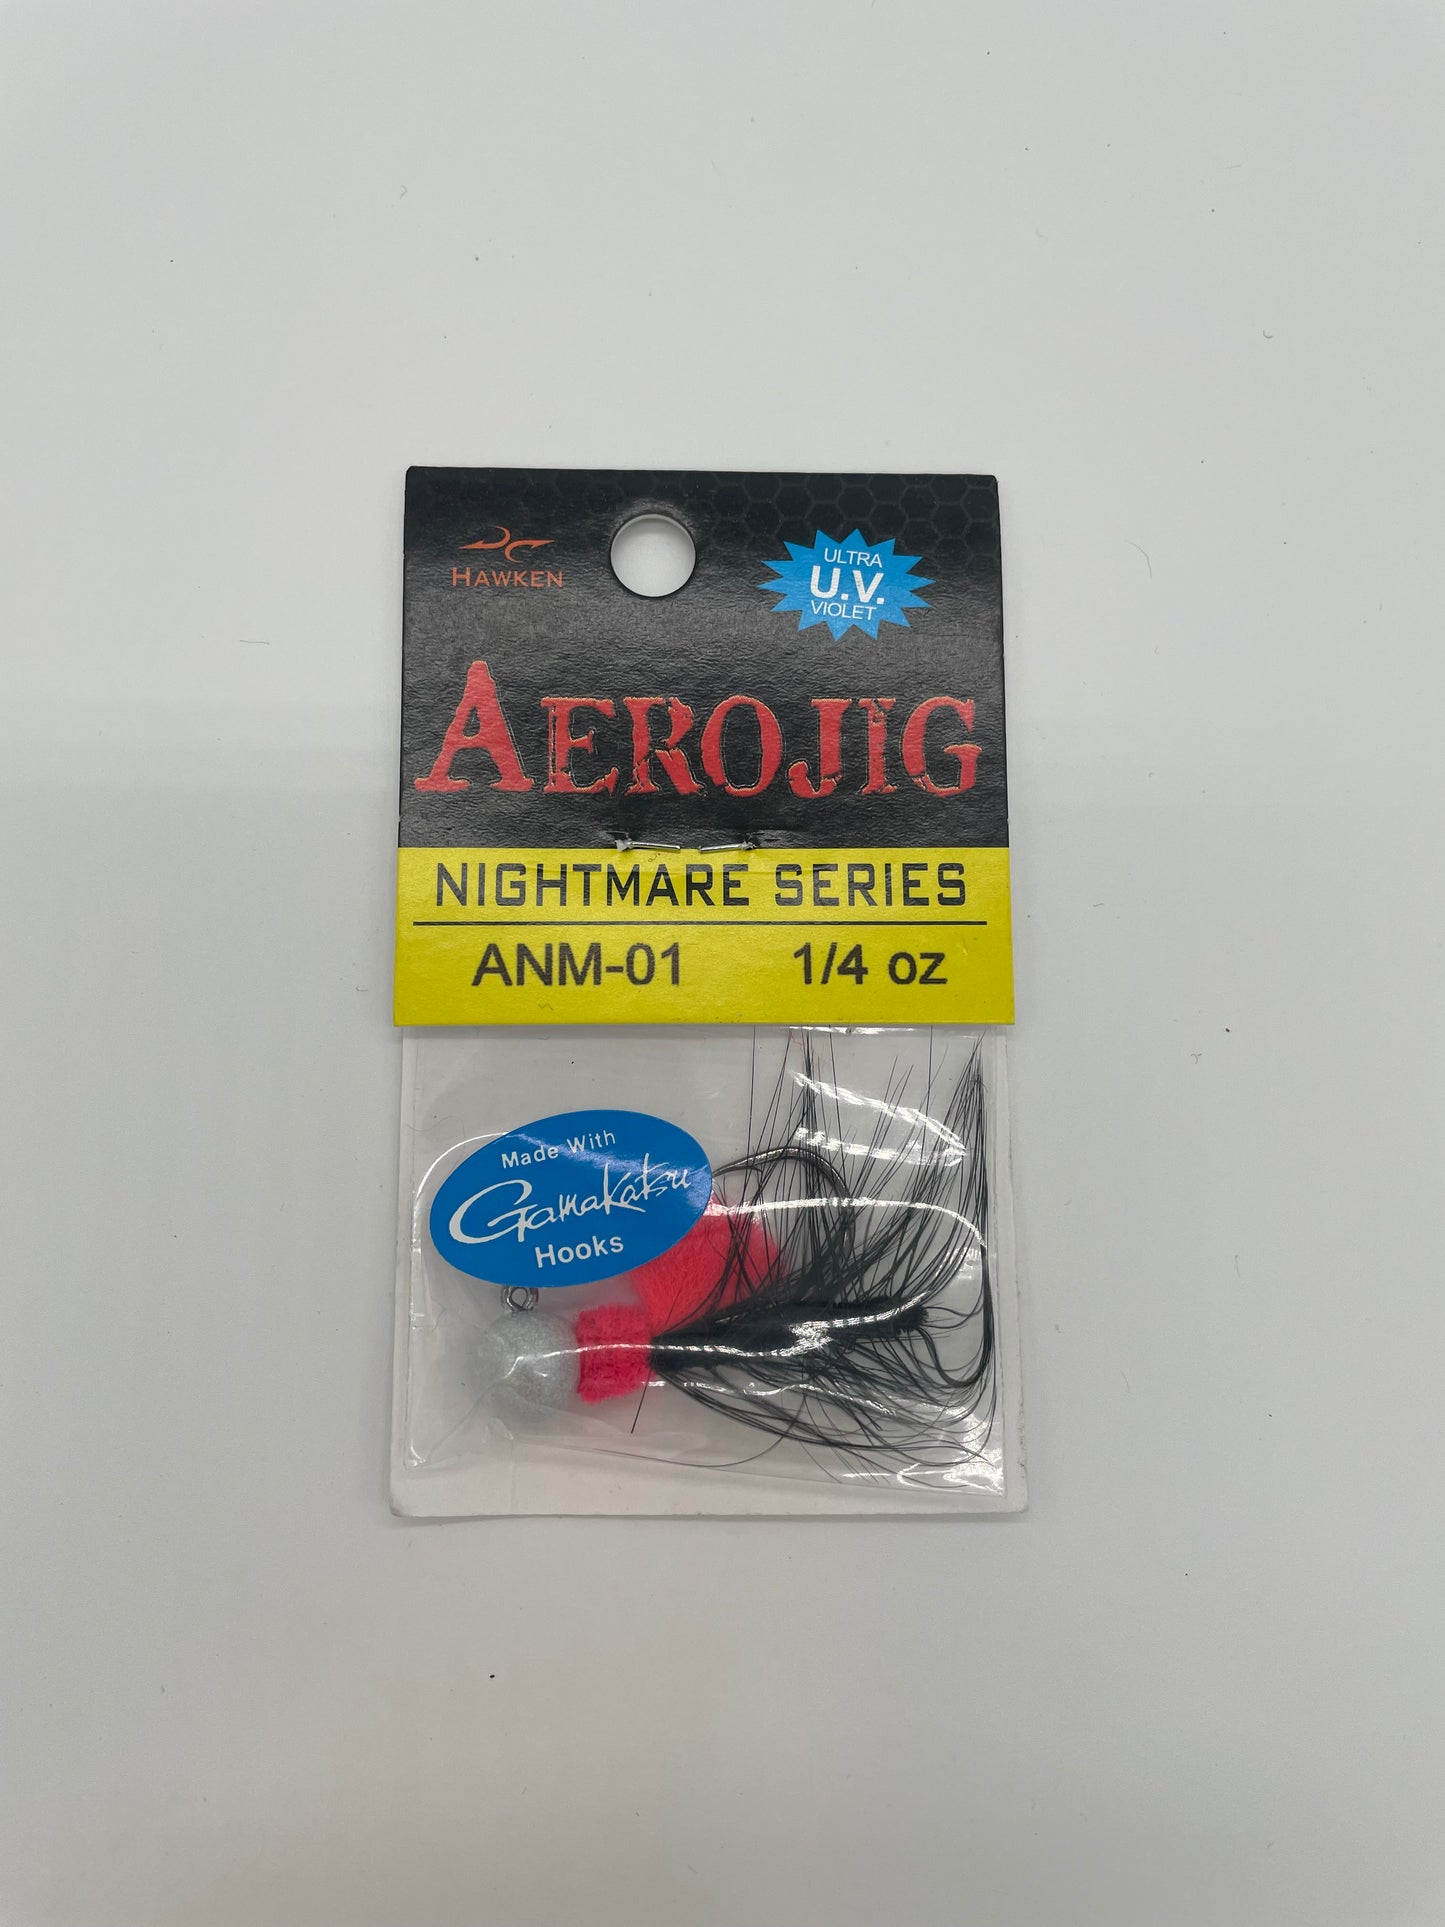 HAWKEN
ULTRA
U.V.
VIOLET
AEROJIG
NIGHTMARE SERIES
ANM-01 1/4 oz
Made With
Gamakatsu
Hooks